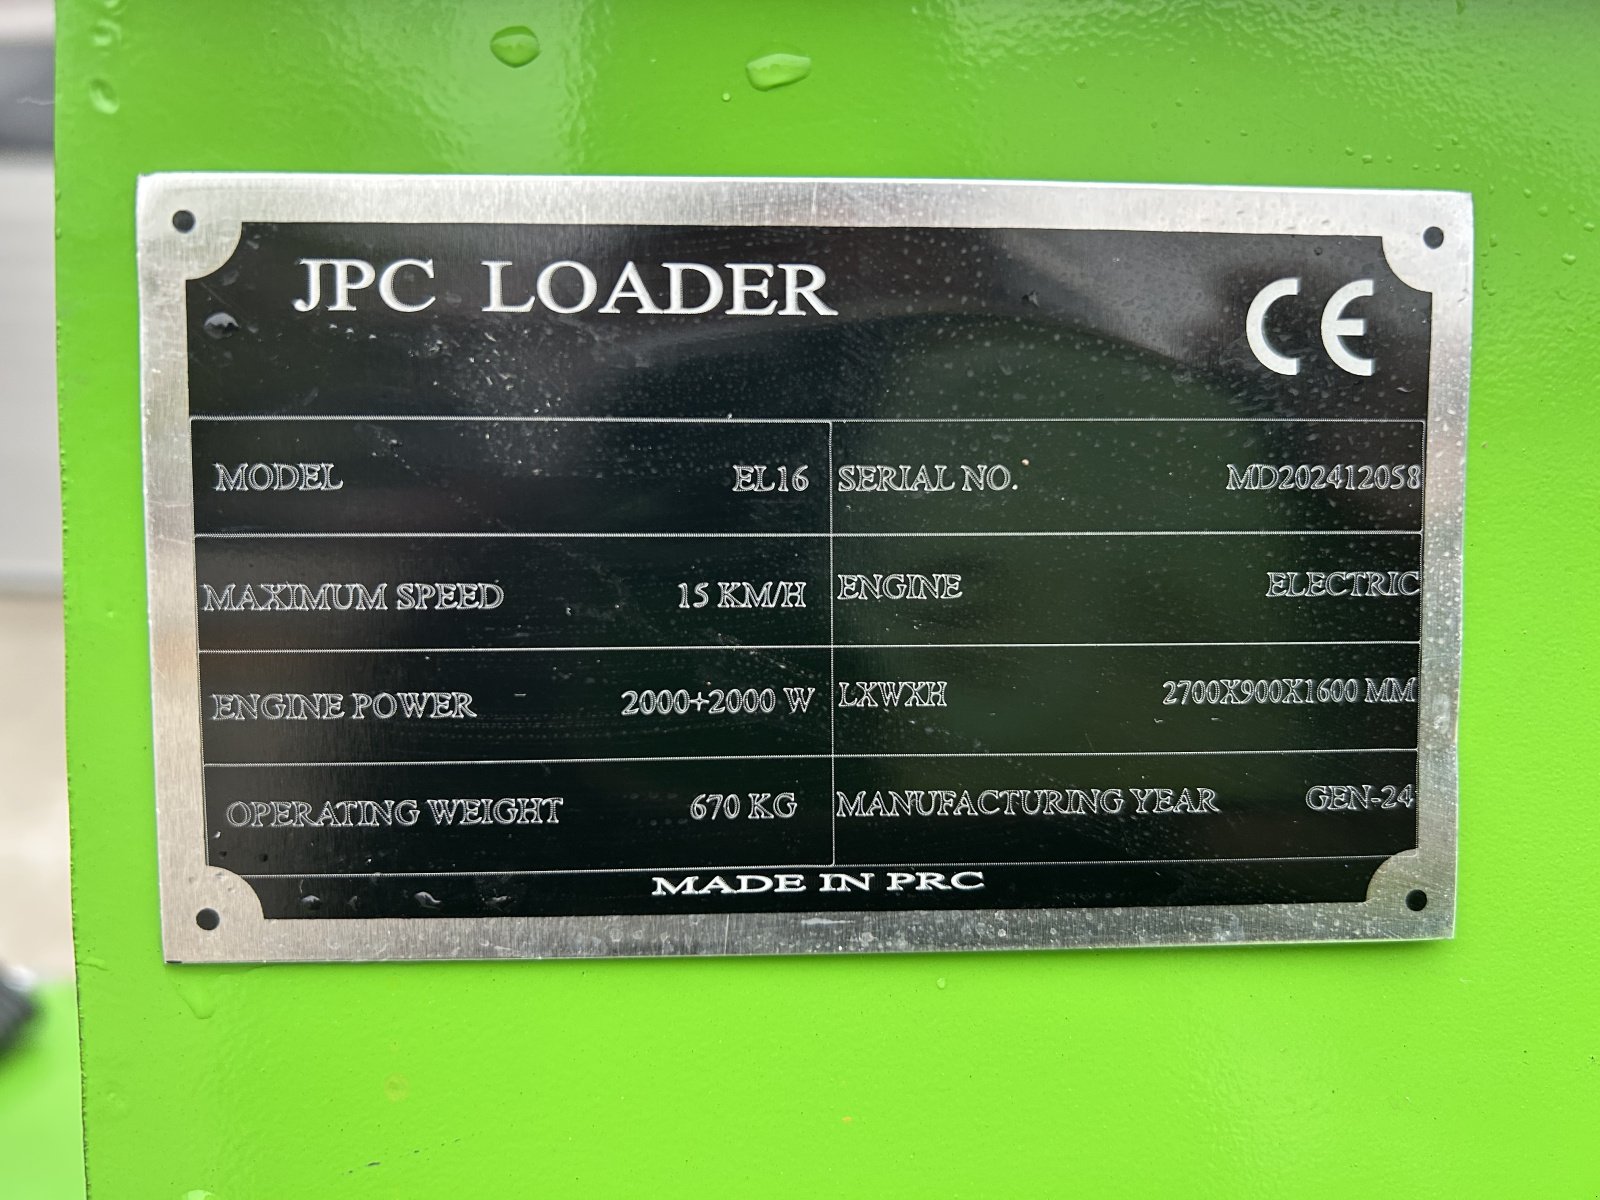 JPC LOADER
CE
MODEL EL16 SERIAL NO. MD202412058
MAXIMUM SPEED 15 KM/H ENGINE ELECTRIC
ENGINE POWER 2000+2000 W LXWXH 2700X900X1600 MM
OPERATING WEIGHT 670 KG MANUFACTURING YEAR GEN-24
MADE IN PRC